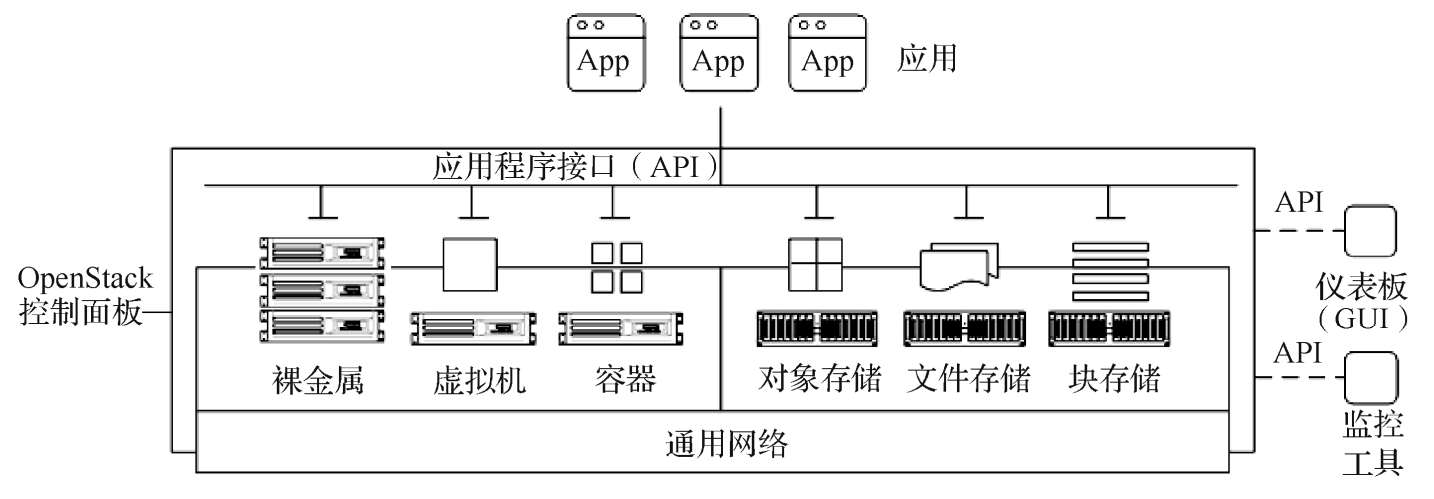 App App App 应用
应用程序接口（API）
OpenStack
控制面板
裸金属 虚拟机 容器 对象存储 文件存储 块存储
通用网络
API
仪表板
（GUI）
API
监控
工具